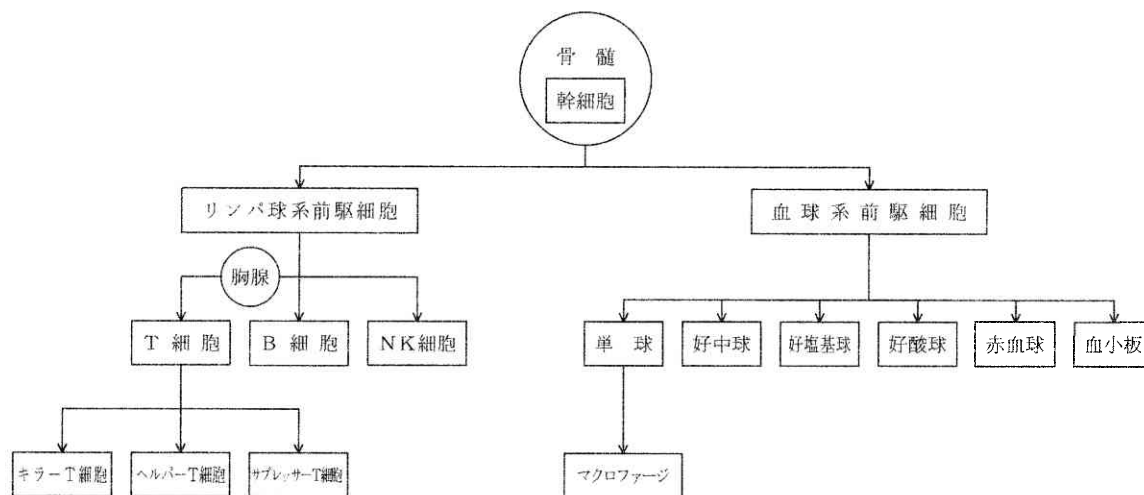 骨髄
幹細胞
リンパ球系前駆細胞
血球系前駆細胞
胸腺
T細胞
B細胞
NK細胞
単球
好中球
好塩基球
好酸球
赤血球
血小板
キラーT細胞
ヘルパーT細胞
サプレッサーT細胞
マクロファージ